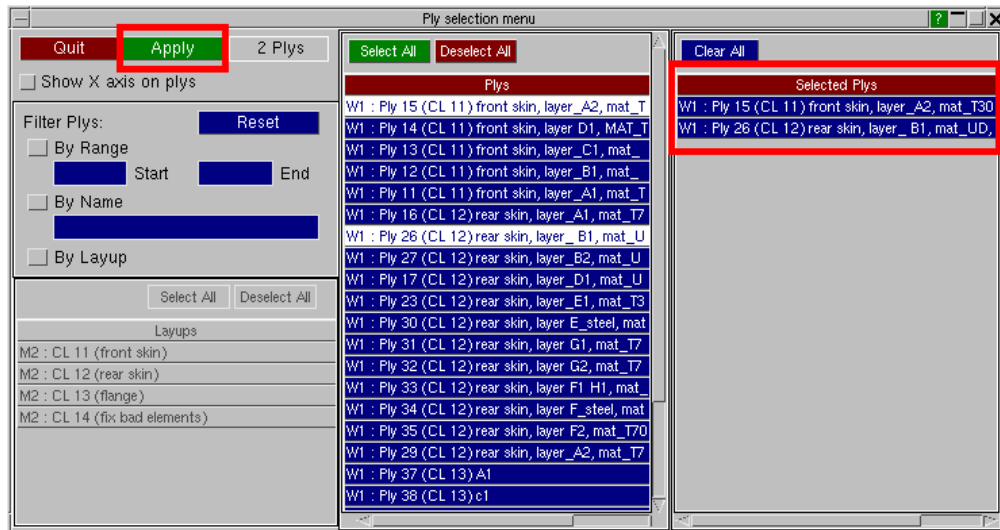 Ply selection menu
?
Quit
Apply
2 Plys
Show X axis on plys
Filter Plys:
Reset
By Range
Start
End
By Name
By Layup
Select All
Deselect All
Layups
M2 : CL 11 (front skin)
M2 : CL 12 (rear skin)
M2 : CL 13 (flange)
M2 : CL 14 (fix bad elements)
Select All
Deselect All
Plys
W1 : Ply 15 (CL 11) front skin, layer_A2, mat_T
W1 : Ply 14 (CL 11) front skin, layer D1, MAT_T
W1 : Ply 13 (CL 11) front skin, layer_C1, mat_
W1 : Ply 12 (CL 11) front skin, layer_B1, mat_
W1 : Ply 11 (CL 11) front skin, layer_A1, mat_T
W1 : Ply 16 (CL 12) rear skin, layer_A1, mat_T7
W1 : Ply 26 (CL 12) rear skin, layer_ B1, mat_U
W1 : Ply 27 (CL 12) rear skin, layer_B2, mat_U
W1 : Ply 17 (CL 12) rear skin, layer_D1, mat_U
W1 : Ply 23 (CL 12) rear skin, layer_E1, mat_T3
W1 : Ply 30 (CL 12) rear skin, layer E_steel, mat
W1 : Ply 31 (CL 12) rear skin, layer G1, mat_T7
W1 : Ply 32 (CL 12) rear skin, layer G2, mat_T7
W1 : Ply 33 (CL 12) rear skin, layer F1 H1, mat_
W1 : Ply 34 (CL 12) rear skin, layer F_steel, mat
W1 : Ply 35 (CL 12) rear skin, layer F2, mat_T70
W1 : Ply 29 (CL 12) rear skin, layer_A2, mat_T7
W1 : Ply 37 (CL 13) A1
W1 : Ply 38 (CL 13) c1
Clear All
Selected Plys
W1 : Ply 15 (CL 11) front skin, layer_A2, mat_T30
W1 : Ply 26 (CL 12) rear skin, layer_ B1, mat_UD,